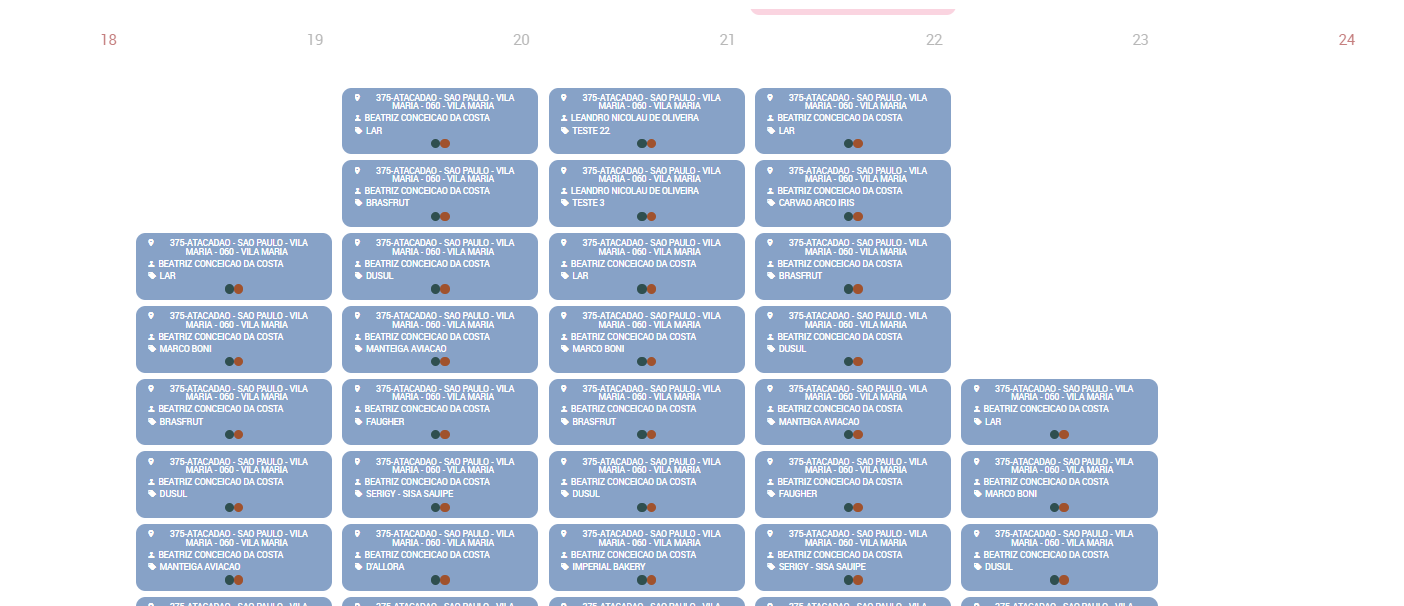 18
19
20
21
22
23
24
375-ATACADAO - SAO PAULO - VILA
MARIA - 060 - VILA MARIA
BEATRIZ CONCEICAO DA COSTA
LAR
375-ATACADAO - SAO PAULO - VILA
MARIA - 060 - VILA MARIA
LEANDRO NICOLAU DE OLIVEIRA
TESTE 22
375-ATACADAO - SAO PAULO - VILA
MARIA - 060 - VILA MARIA
BEATRIZ CONCEICAO DA COSTA
LAR
375-ATACADAO - SAO PAULO - VILA
MARIA - 060 - VILA MARIA
BEATRIZ CONCEICAO DA COSTA
BRASFRUT
375-ATACADAO - SAO PAULO - VILA
MARIA - 060 - VILA MARIA
LEANDRO NICOLAU DE OLIVEIRA
TESTE 3
375-ATACADAO - SAO PAULO - VILA
MARIA - 060 - VILA MARIA
BEATRIZ CONCEICAO DA COSTA
CARVAO ARCO IRIS
375-ATACADAO - SAO PAULO - VILA
MARIA - 060 - VILA MARIA
BEATRIZ CONCEICAO DA COSTA
LAR
375-ATACADAO - SAO PAULO - VILA
MARIA - 060 - VILA MARIA
BEATRIZ CONCEICAO DA COSTA
DUSUL
375-ATACADAO - SAO PAULO - VILA
MARIA - 060 - VILA MARIA
BEATRIZ CONCEICAO DA COSTA
LAR
375-ATACADAO - SAO PAULO - VILA
MARIA - 060 - VILA MARIA
BEATRIZ CONCEICAO DA COSTA
BRASFRUT
375-ATACADAO - SAO PAULO - VILA
MARIA - 060 - VILA MARIA
BEATRIZ CONCEICAO DA COSTA
MARCO BONI
375-ATACADAO - SAO PAULO - VILA
MARIA - 060 - VILA MARIA
BEATRIZ CONCEICAO DA COSTA
MANTEIGA AVIACAO
375-ATACADAO - SAO PAULO - VILA
MARIA - 060 - VILA MARIA
BEATRIZ CONCEICAO DA COSTA
MARCO BONI
375-ATACADAO - SAO PAULO - VILA
MARIA - 060 - VILA MARIA
BEATRIZ CONCEICAO DA COSTA
DUSUL
375-ATACADAO - SAO PAULO - VILA
MARIA - 060 - VILA MARIA
BEATRIZ CONCEICAO DA COSTA
BRASFRUT
375-ATACADAO - SAO PAULO - VILA
MARIA - 060 - VILA MARIA
BEATRIZ CONCEICAO DA COSTA
FAUGHER
375-ATACADAO - SAO PAULO - VILA
MARIA - 060 - VILA MARIA
BEATRIZ CONCEICAO DA COSTA
BRASFRUT
375-ATACADAO - SAO PAULO - VILA
MARIA - 060 - VILA MARIA
BEATRIZ CONCEICAO DA COSTA
MANTEIGA AVIACAO
375-ATACADAO - SAO PAULO - VILA
MARIA - 060 - VILA MARIA
BEATRIZ CONCEICAO DA COSTA
LAR
375-ATACADAO - SAO PAULO - VILA
MARIA - 060 - VILA MARIA
BEATRIZ CONCEICAO DA COSTA
DUSUL
375-ATACADAO - SAO PAULO - VILA
MARIA - 060 - VILA MARIA
BEATRIZ CONCEICAO DA COSTA
SERIGY - SISA SAUIPE
375-ATACADAO - SAO PAULO - VILA
MARIA - 060 - VILA MARIA
BEATRIZ CONCEICAO DA COSTA
DUSUL
375-ATACADAO - SAO PAULO - VILA
MARIA - 060 - VILA MARIA
BEATRIZ CONCEICAO DA COSTA
FAUGHER
375-ATACADAO - SAO PAULO - VILA
MARIA - 060 - VILA MARIA
BEATRIZ CONCEICAO DA COSTA
MARCO BONI
375-ATACADAO - SAO PAULO - VILA
MARIA - 060 - VILA MARIA
BEATRIZ CONCEICAO DA COSTA
MANTEIGA AVIACAO
375-ATACADAO - SAO PAULO - VILA
MARIA - 060 - VILA MARIA
BEATRIZ CONCEICAO DA COSTA
D'ALLORA
375-ATACADAO - SAO PAULO - VILA
MARIA - 060 - VILA MARIA
BEATRIZ CONCEICAO DA COSTA
IMPERIAL BAKERY
375-ATACADAO - SAO PAULO - VILA
MARIA - 060 - VILA MARIA
BEATRIZ CONCEICAO DA COSTA
SERIGY - SISA SAUIPE
375-ATACADAO - SAO PAULO - VILA
MARIA - 060 - VILA MARIA
BEATRIZ CONCEICAO DA COSTA
DUSUL